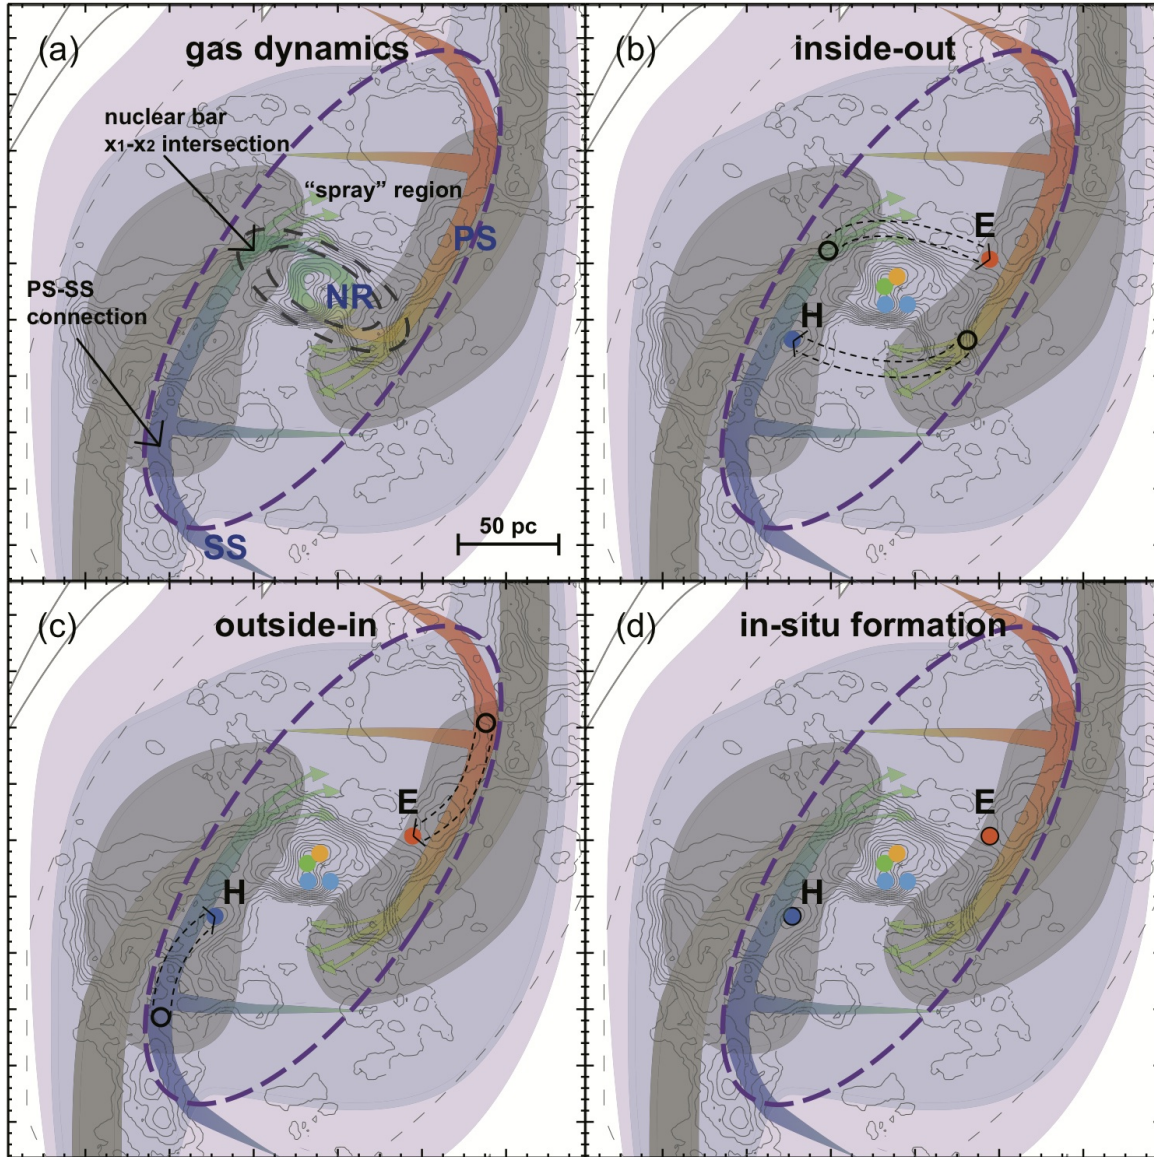 (a) gas dynamics
nuclear bar
x1-x2 intersection
“spray” region
PS
NR
PS-SS
connection
SS
50 pc
(b) inside-out
E
H
(c) outside-in
E
H
(d) in-situ formation
E
H